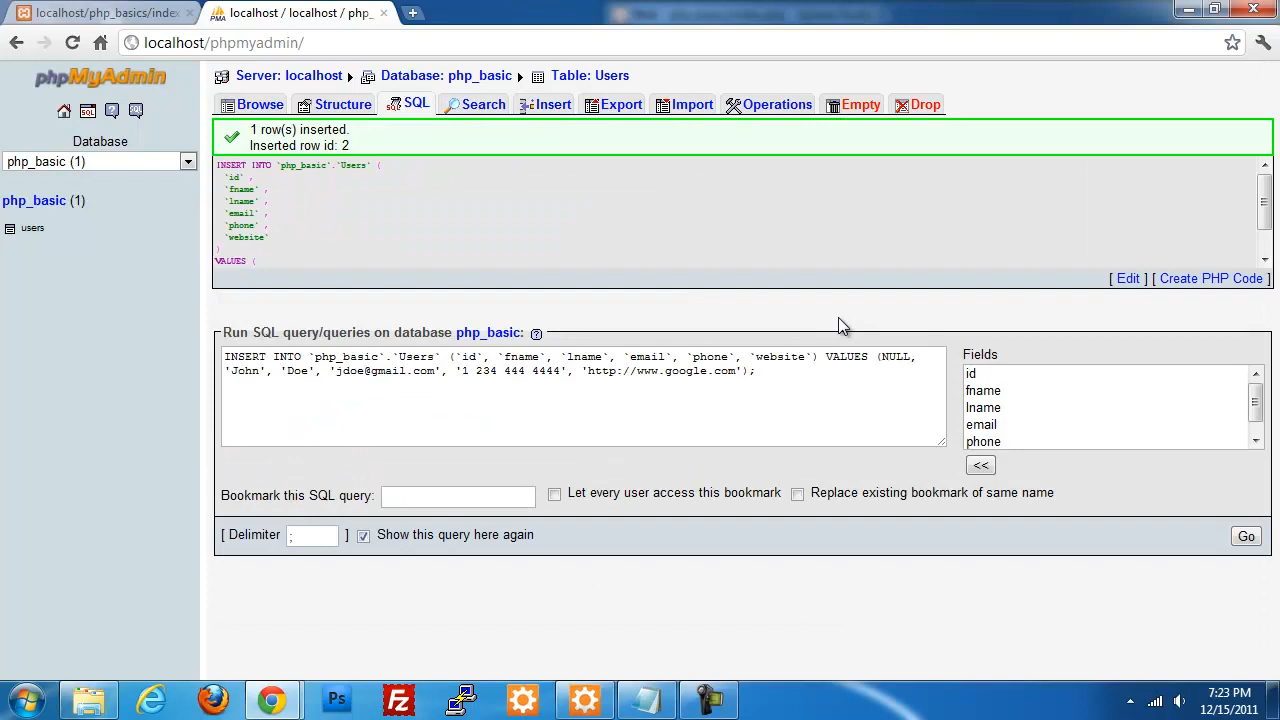 localhost/php_basics/index
localhost / localhost / php_
localhost/phpmyadmin/
phpMyAdmin
Database
php_basic (1)
php_basic (1)
users
Server: localhost
Database: php_basic
Table: Users
Browse
Structure
SQL
Search
Insert
Export
Import
Operations
Empty
Drop
1 row(s) inserted.
Inserted row id: 2
INSERT INTO `php_basic`.`Users` (
`id` ,
`fname` ,
`lname` ,
`email` ,
`phone` ,
`website`
)
VALUES (
[ Edit ] [ Create PHP Code ]
Run SQL query/queries on database php_basic:
INSERT INTO `php_basic`.`Users` (`id`, `fname`, `lname`, `email`, `phone`, `website`) VALUES (NULL,
'John', 'Doe', 'jdoe@gmail.com', '1 234 444 4444', 'http://www.google.com');
Fields
id
fname
lname
email
phone
<<
Bookmark this SQL query:
Let every user access this bookmark
Replace existing bookmark of same name
[ Delimiter ; ]
Show this query here again
Go
Ps
Fz
7:23 PM
12/15/2011